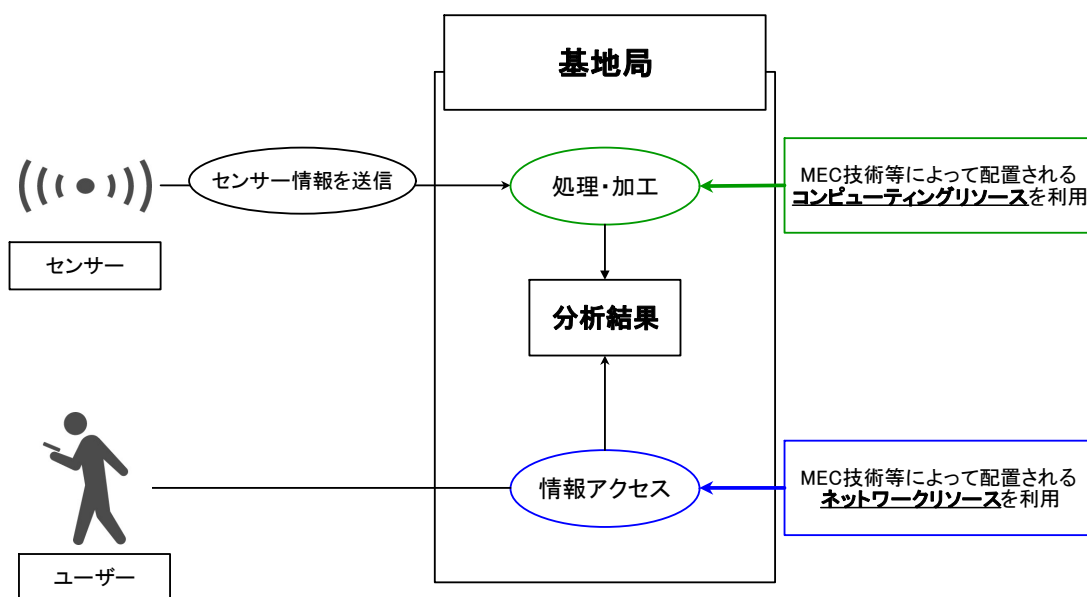 基地局
センサー情報を送信
処理・加工
MEC技術等によって配置される
コンピューティングリソースを利用
センサー
分析結果
情報アクセス
MEC技術等によって配置される
ネットワークリソースを利用
ユーザー